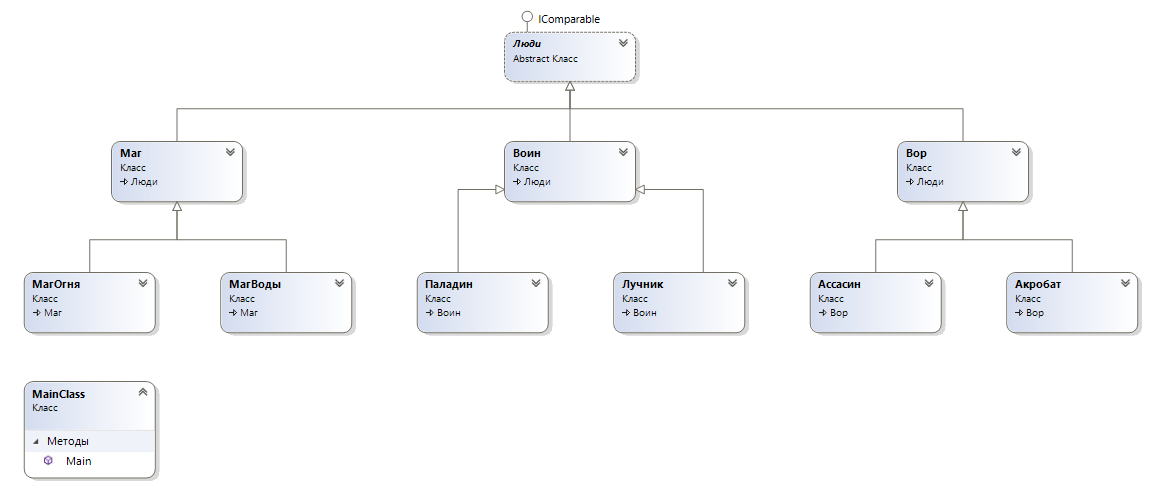 IComparable
Люди
Abstract Класс
Маг
Класс
Люди
Воин
Класс
Люди
Вор
Класс
Люди
МагОгня
Класс
Маг
МагВоды
Класс
Маг
Паладин
Класс
Воин
Лучник
Класс
Воин
Ассасин
Класс
Вор
Акробат
Класс
Вор
MainClass
Класс
Методы
Main